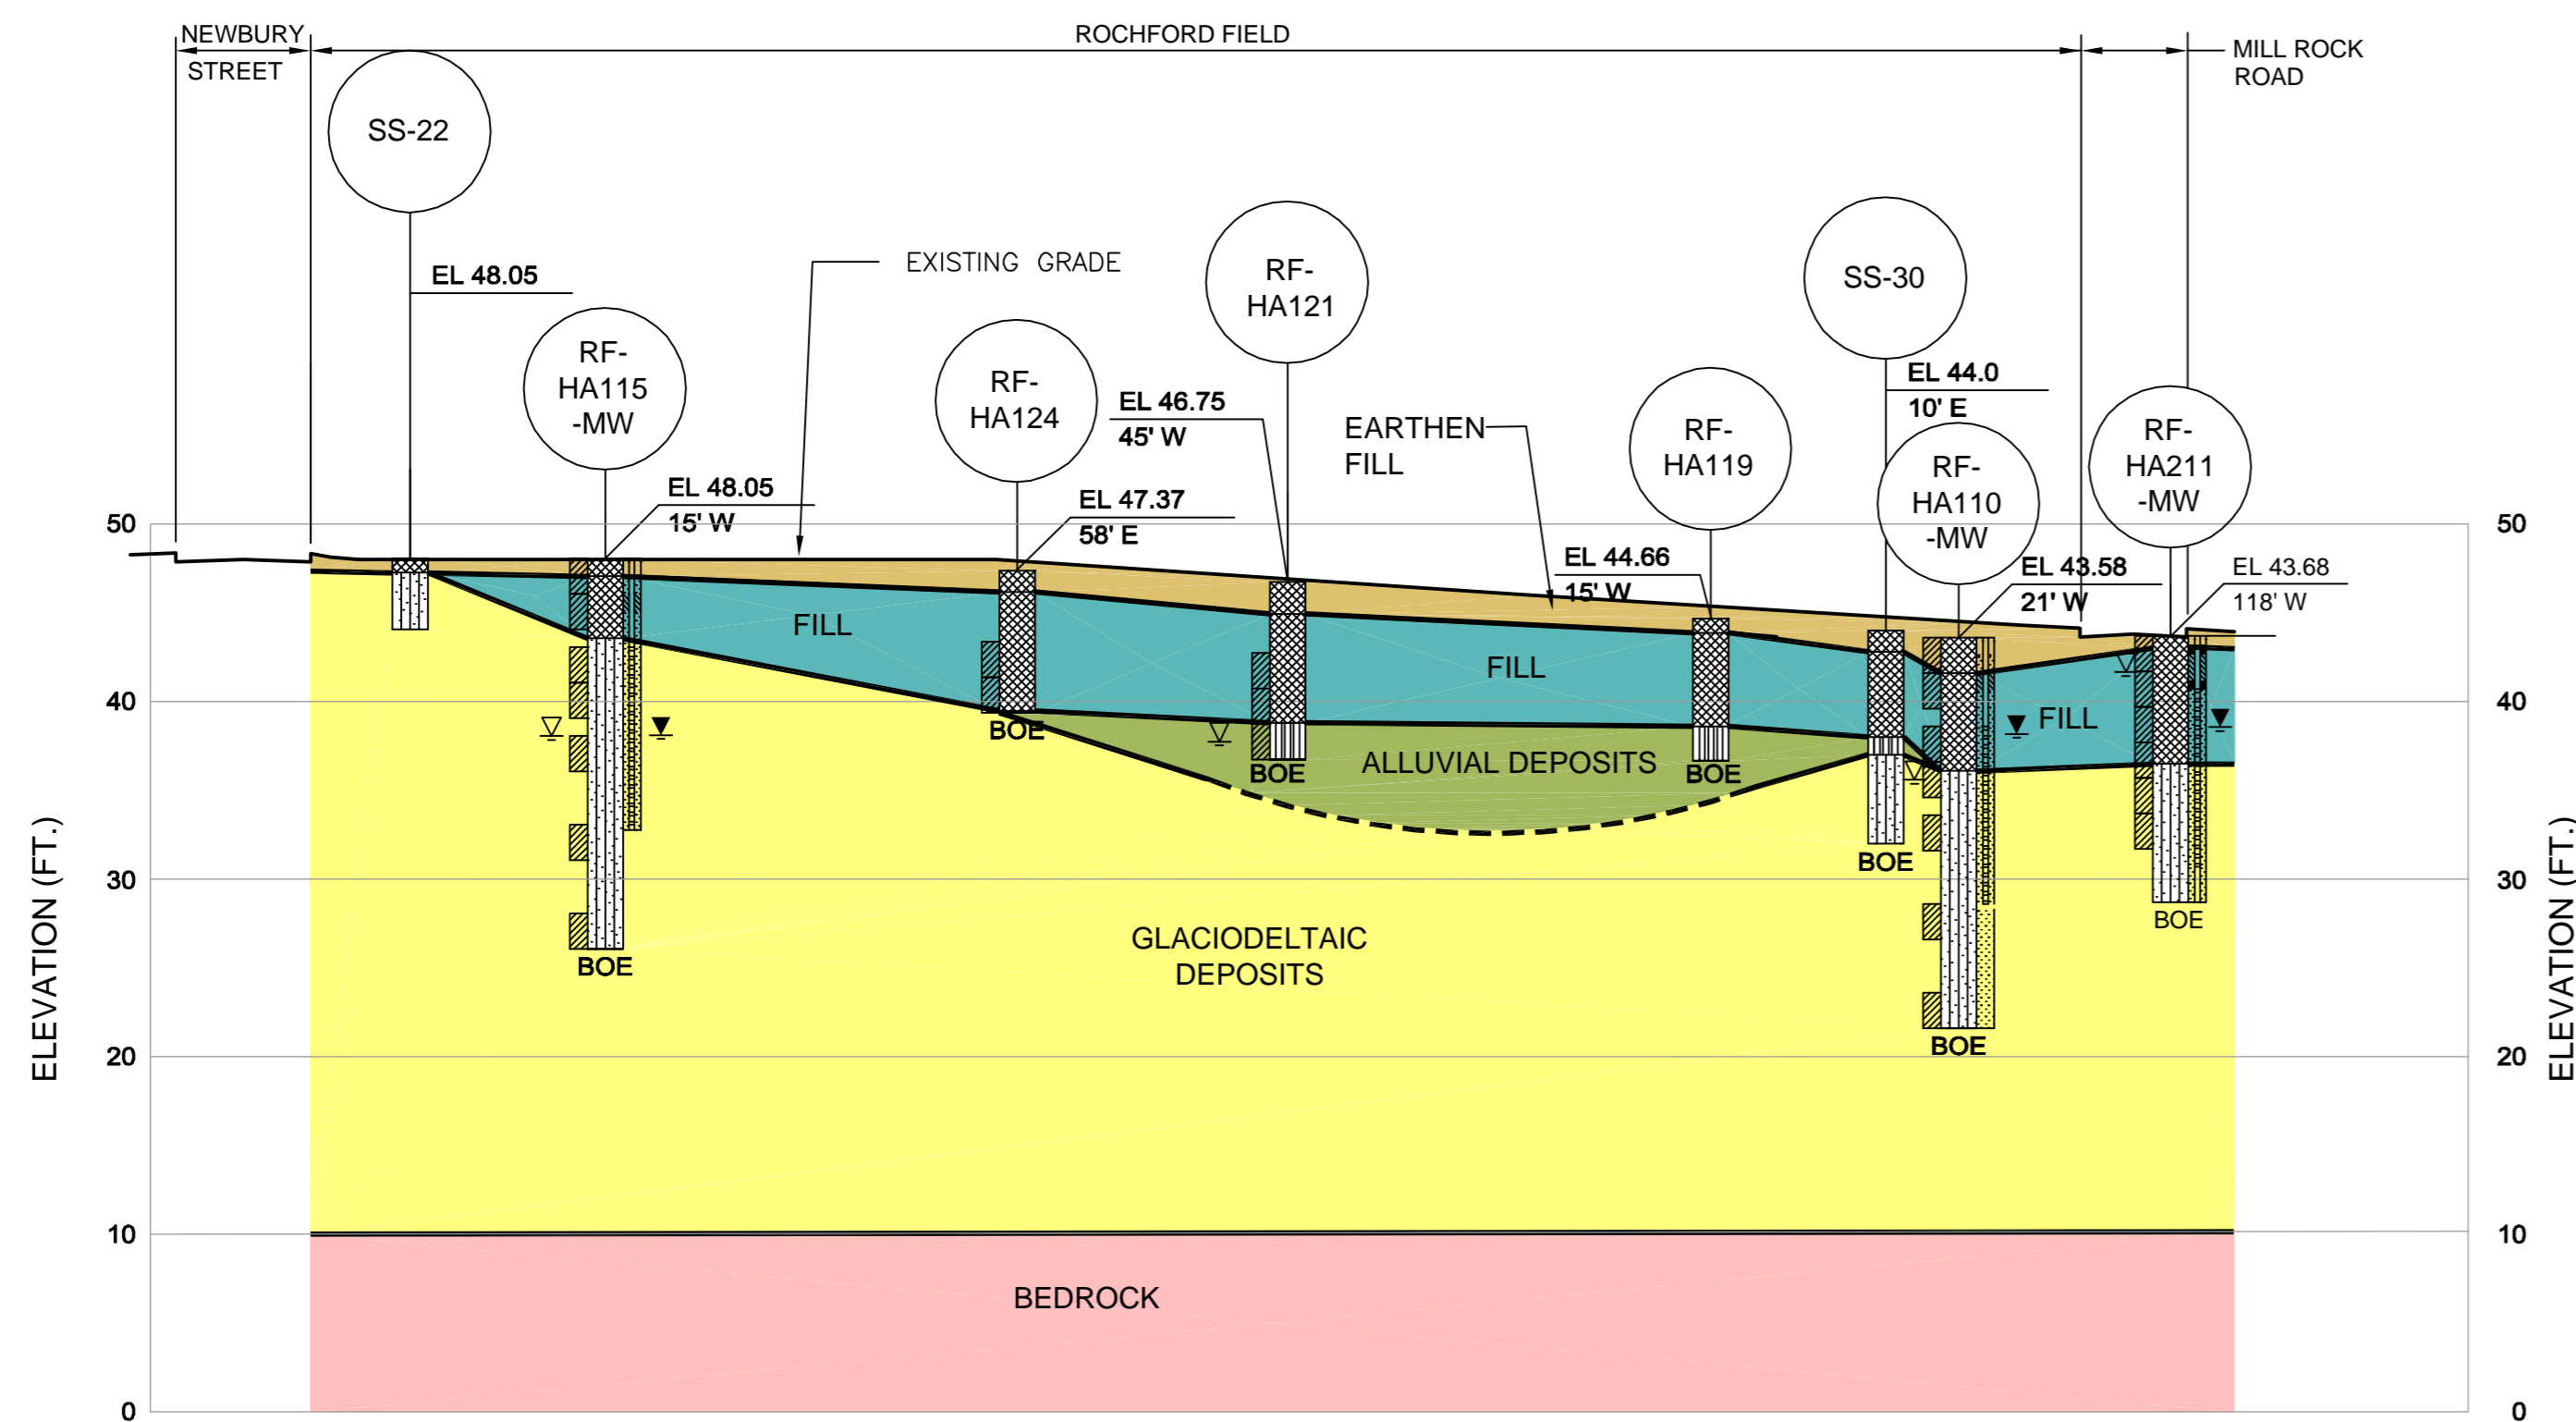 NEWBURY
STREET
ROCHFORD FIELD
MILL ROCK
ROAD
SS-22
EL 48.05
EXISTING GRADE
RF-
HA121
SS-30
RF-
HA115
-MW
RF-
HA124
EL 46.75
45' W
EARTHEN
FILL
RF-
HA119
EL 44.0
10' E
RF-
HA110
-MW
RF-
HA211
-MW
EL 48.05
15' W
EL 47.37
58' E
EL 44.66
15' W
EL 43.58
21' W
EL 43.68
118' W
50
50
FILL
FILL
FILL
40
40
BOE
ALLUVIAL DEPOSITS
BOE
BOE
BOE
30
30
BOE
GLACIODELTAIC
DEPOSITS
BOE
BOE
20
20
10
10
BEDROCK
0
0
ELEVATION (FT.)
ELEVATION (FT.)